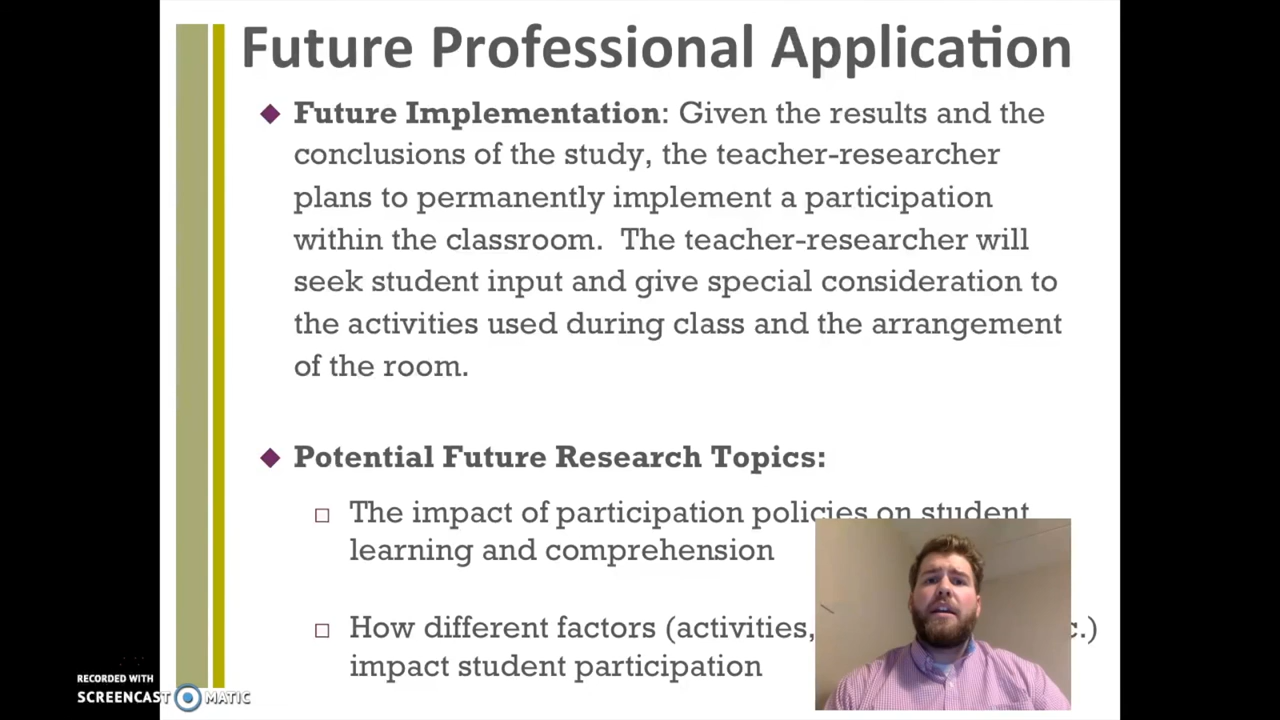 Future Professional Application
Future Implementation: Given the results and the
conclusions of the study, the teacher-researcher
plans to permanently implement a participation
within the classroom.  The teacher-researcher will
seek student input and give special consideration to
the activities used during class and the arrangement
of the room.
Potential Future Research Topics:
The impact of participation policies on student
learning and comprehension
How different factors (activities, c.)
impact student participation
RECORDED WITH
SCREENCAST MATIC